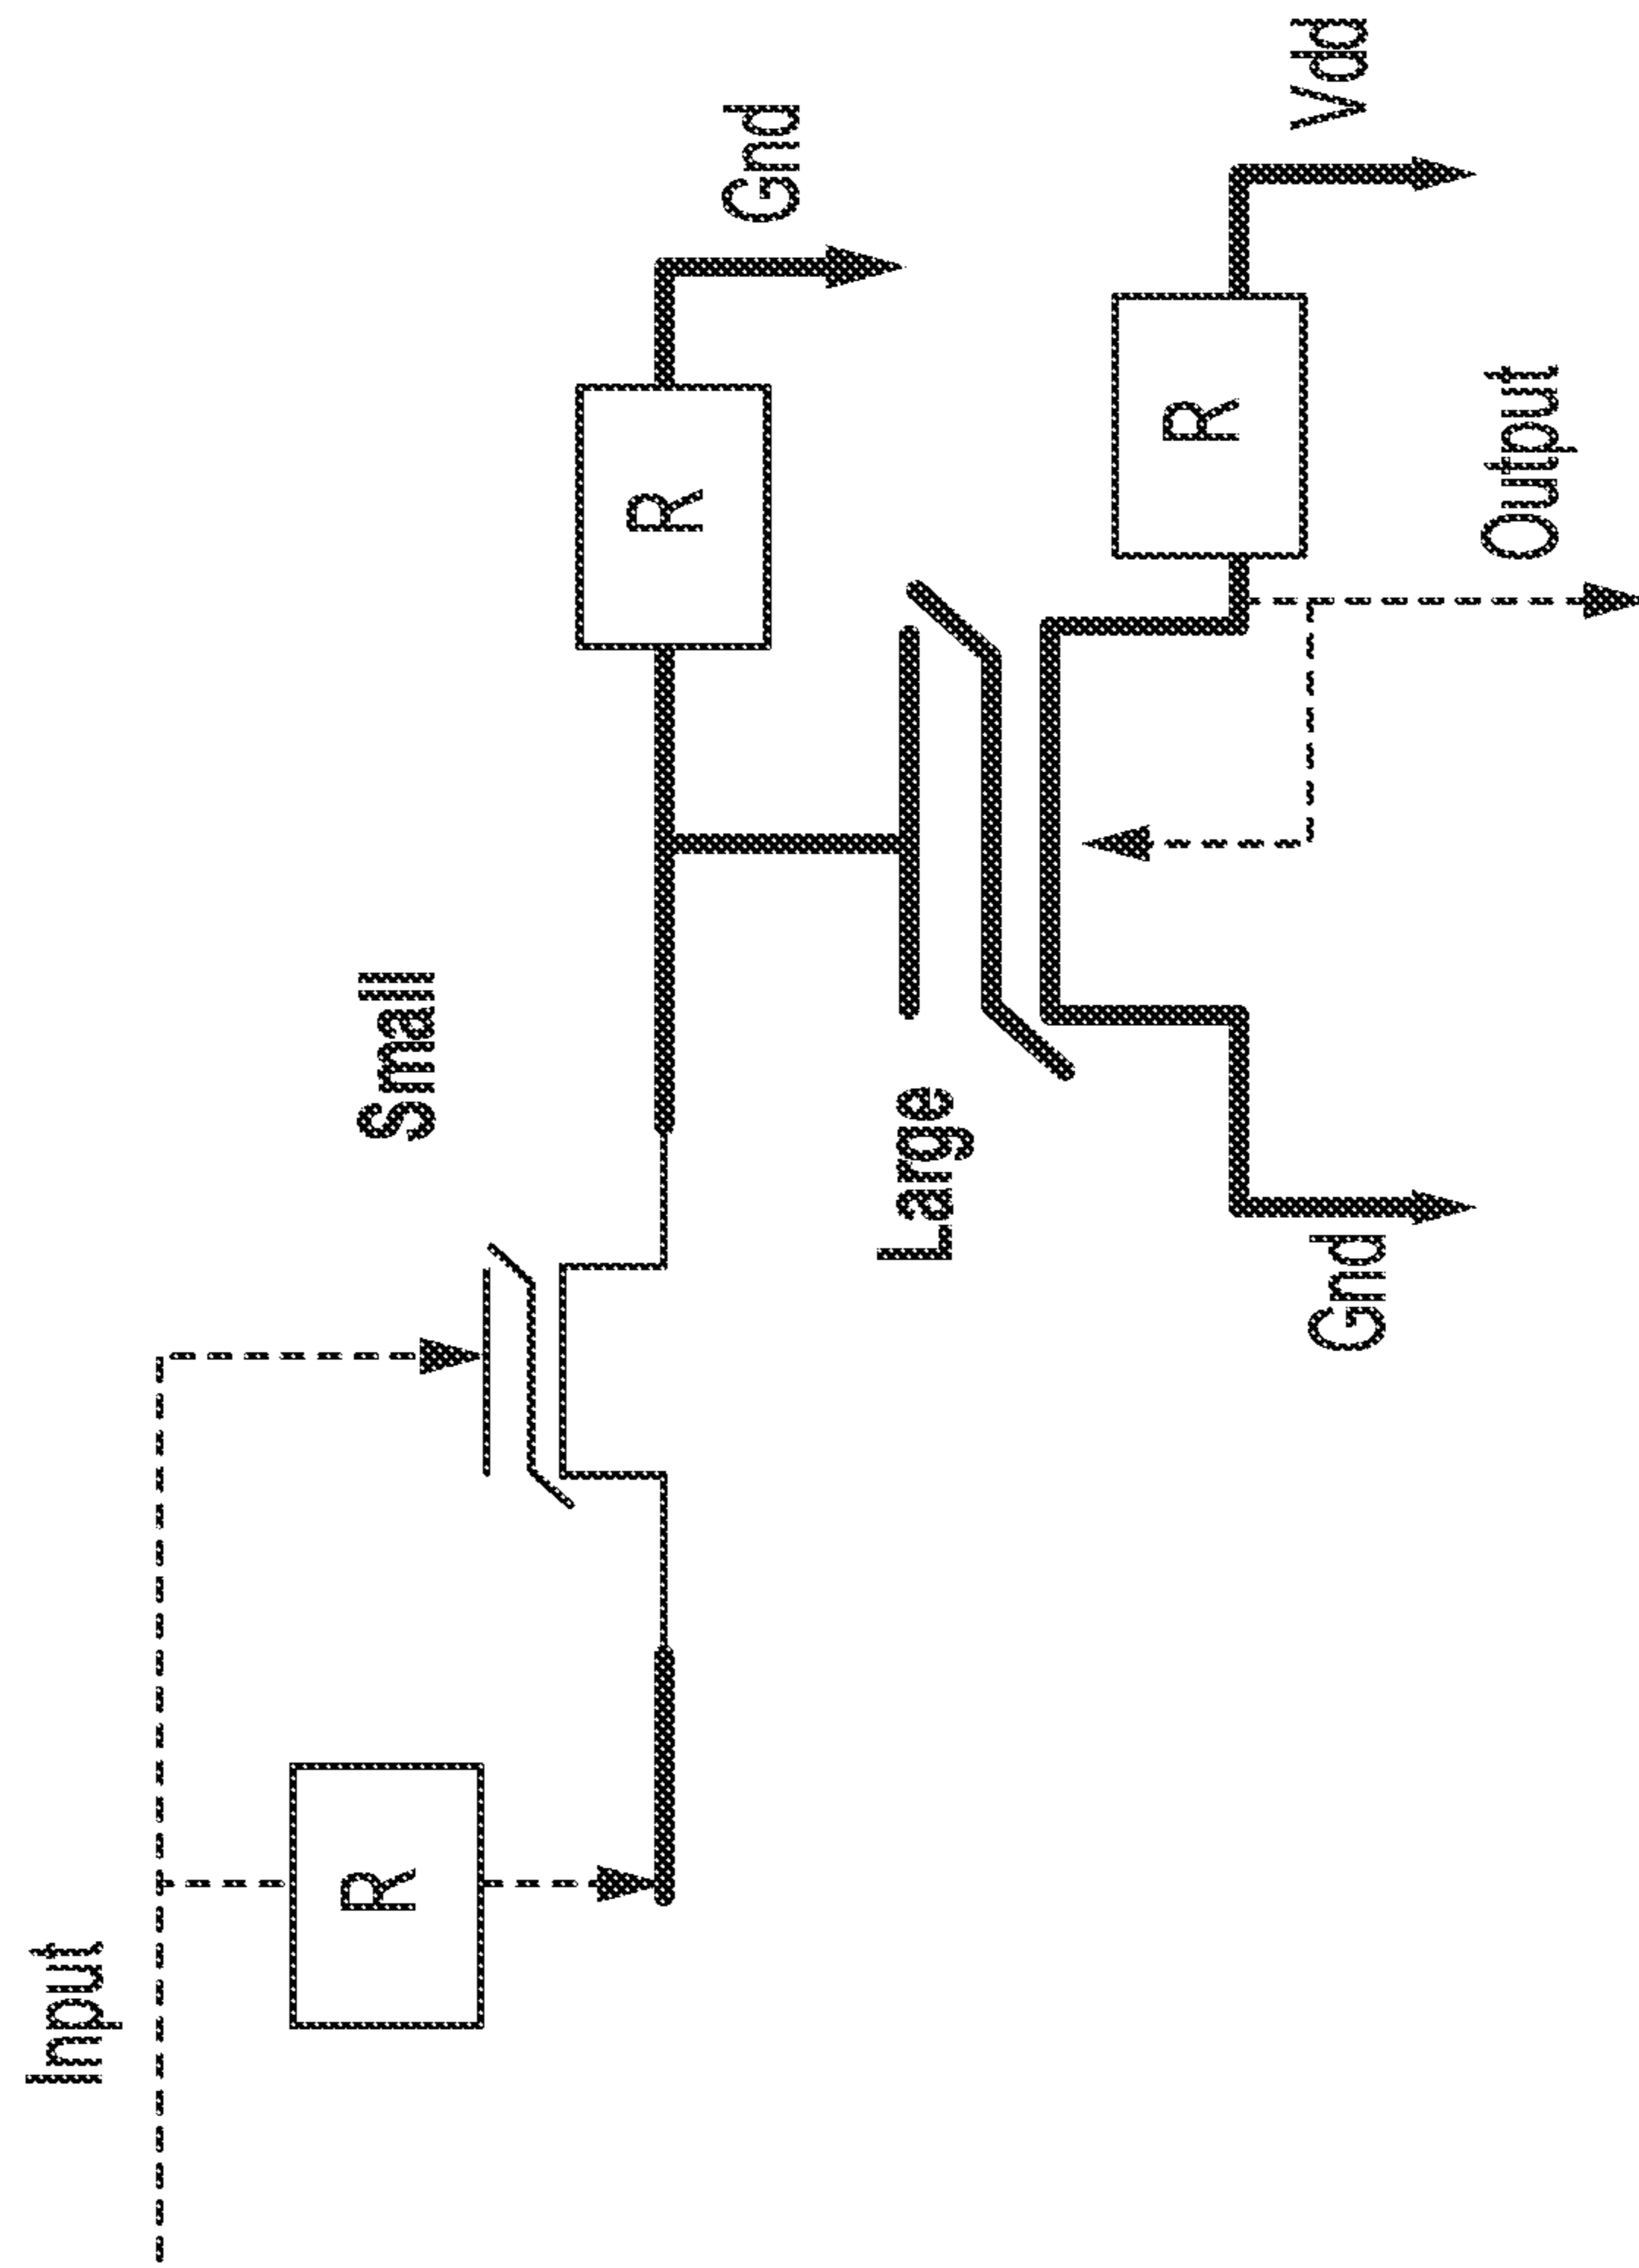 Input
R
Small
R
Gnd
Large
R
Vdd
Gnd
Output